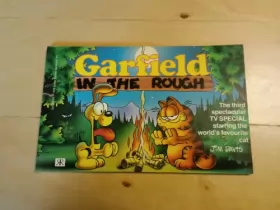 Garfield
IN THE ROUGH
The third
spectacular
TV SPECIAL
starring the
world's favourite
cat
JIM DAVIS